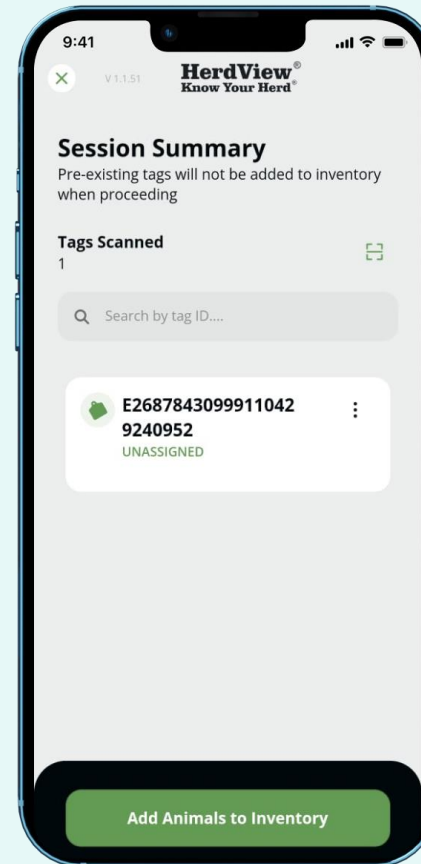 9:41
V 1.1.51
HerdView®
Know Your Herd®
Session Summary
Pre-existing tags will not be added to inventory
when proceeding
Tags Scanned
1
Search by tag ID....
E2687843099911042
9240952
UNASSIGNED
Add Animals to Inventory